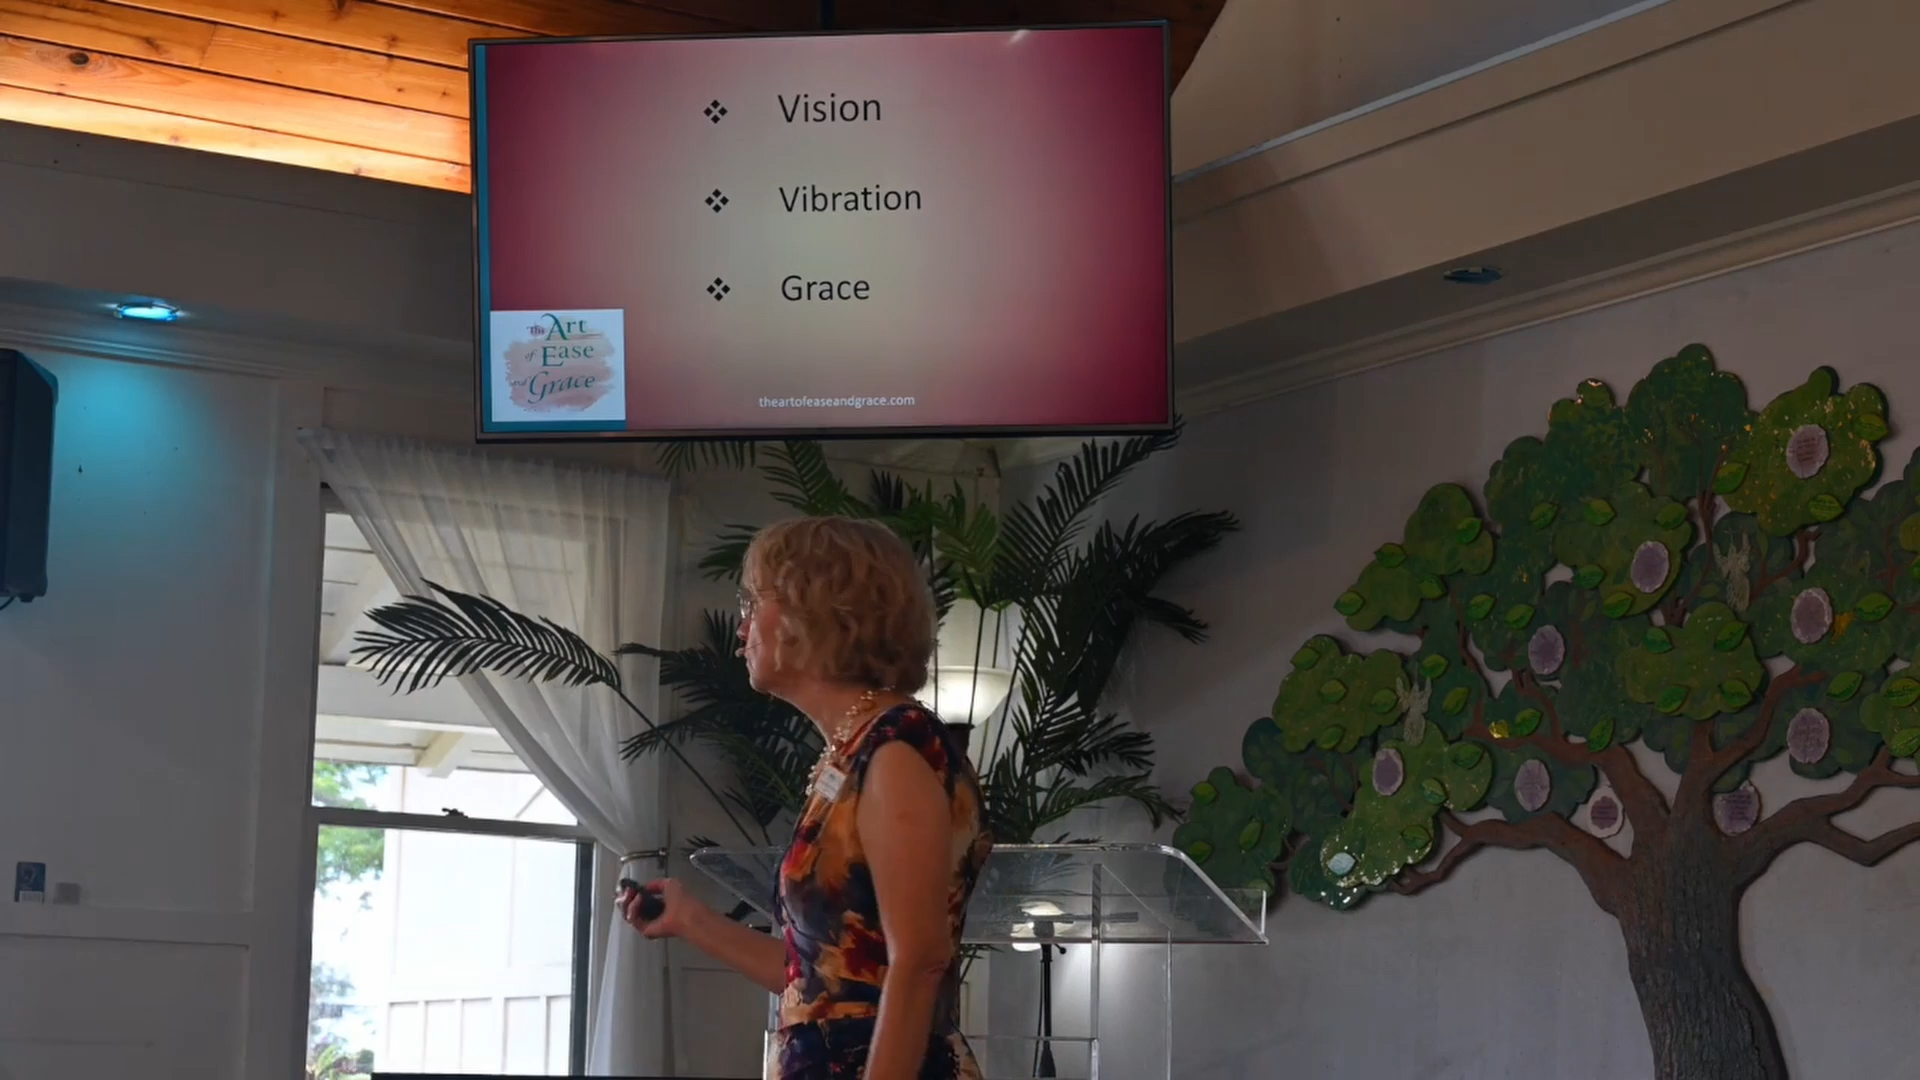 Vision
Vibration
Grace
The Art
of Ease
and Grace
theartofeaseandgrace.com